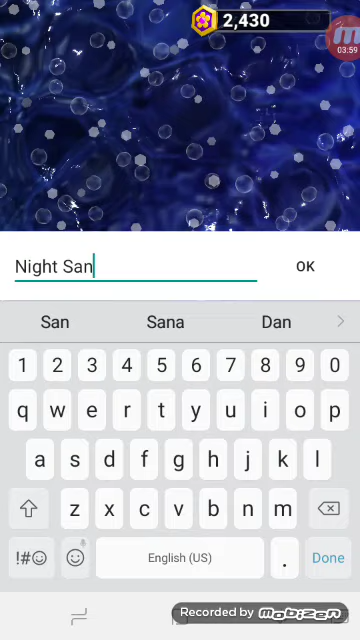 2,430
03:59
Night San
OK
San Sana Dan
1 2 3 4 5 6 7 8 9 0
q w e r t y u i o p
a s d f g h j k l
z x c v b n m
!#☺ English (US) . Done
Recorded by mobizen